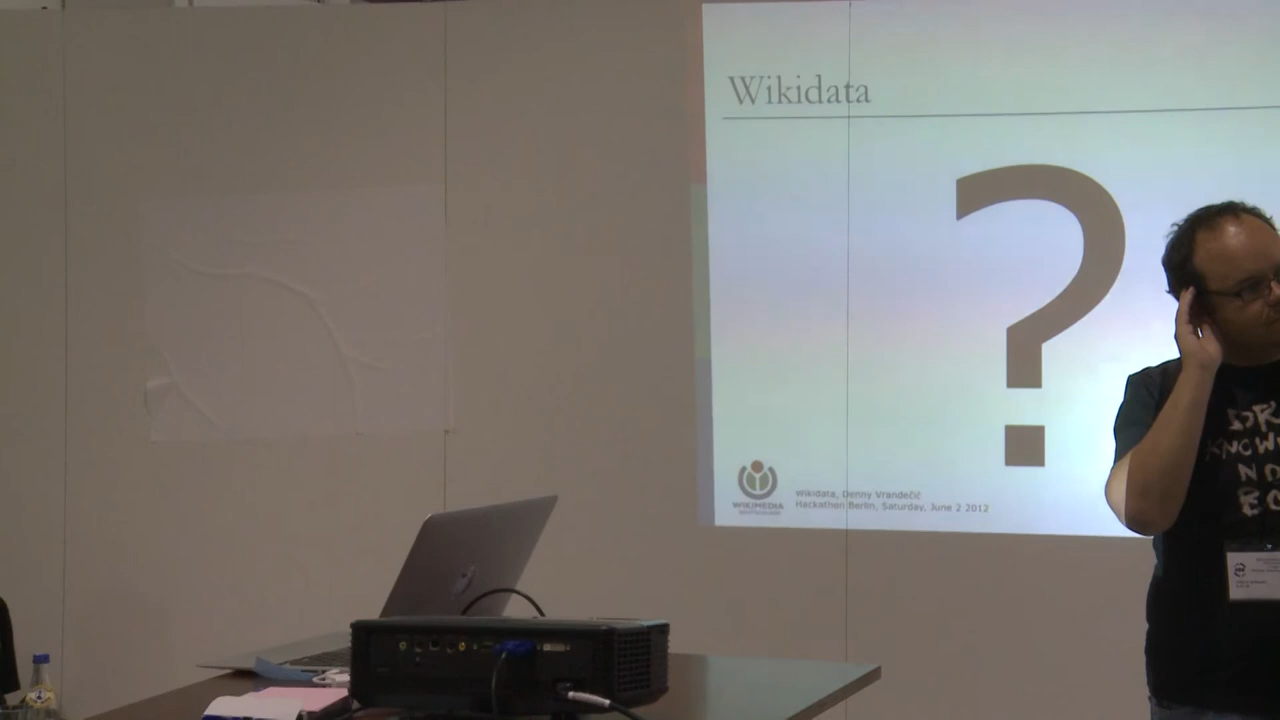 Wikidata
?
WIKIMEDIA
Wikidata, Denny Vrandečić
Hackathon Berlin, Saturday, June 2 2012